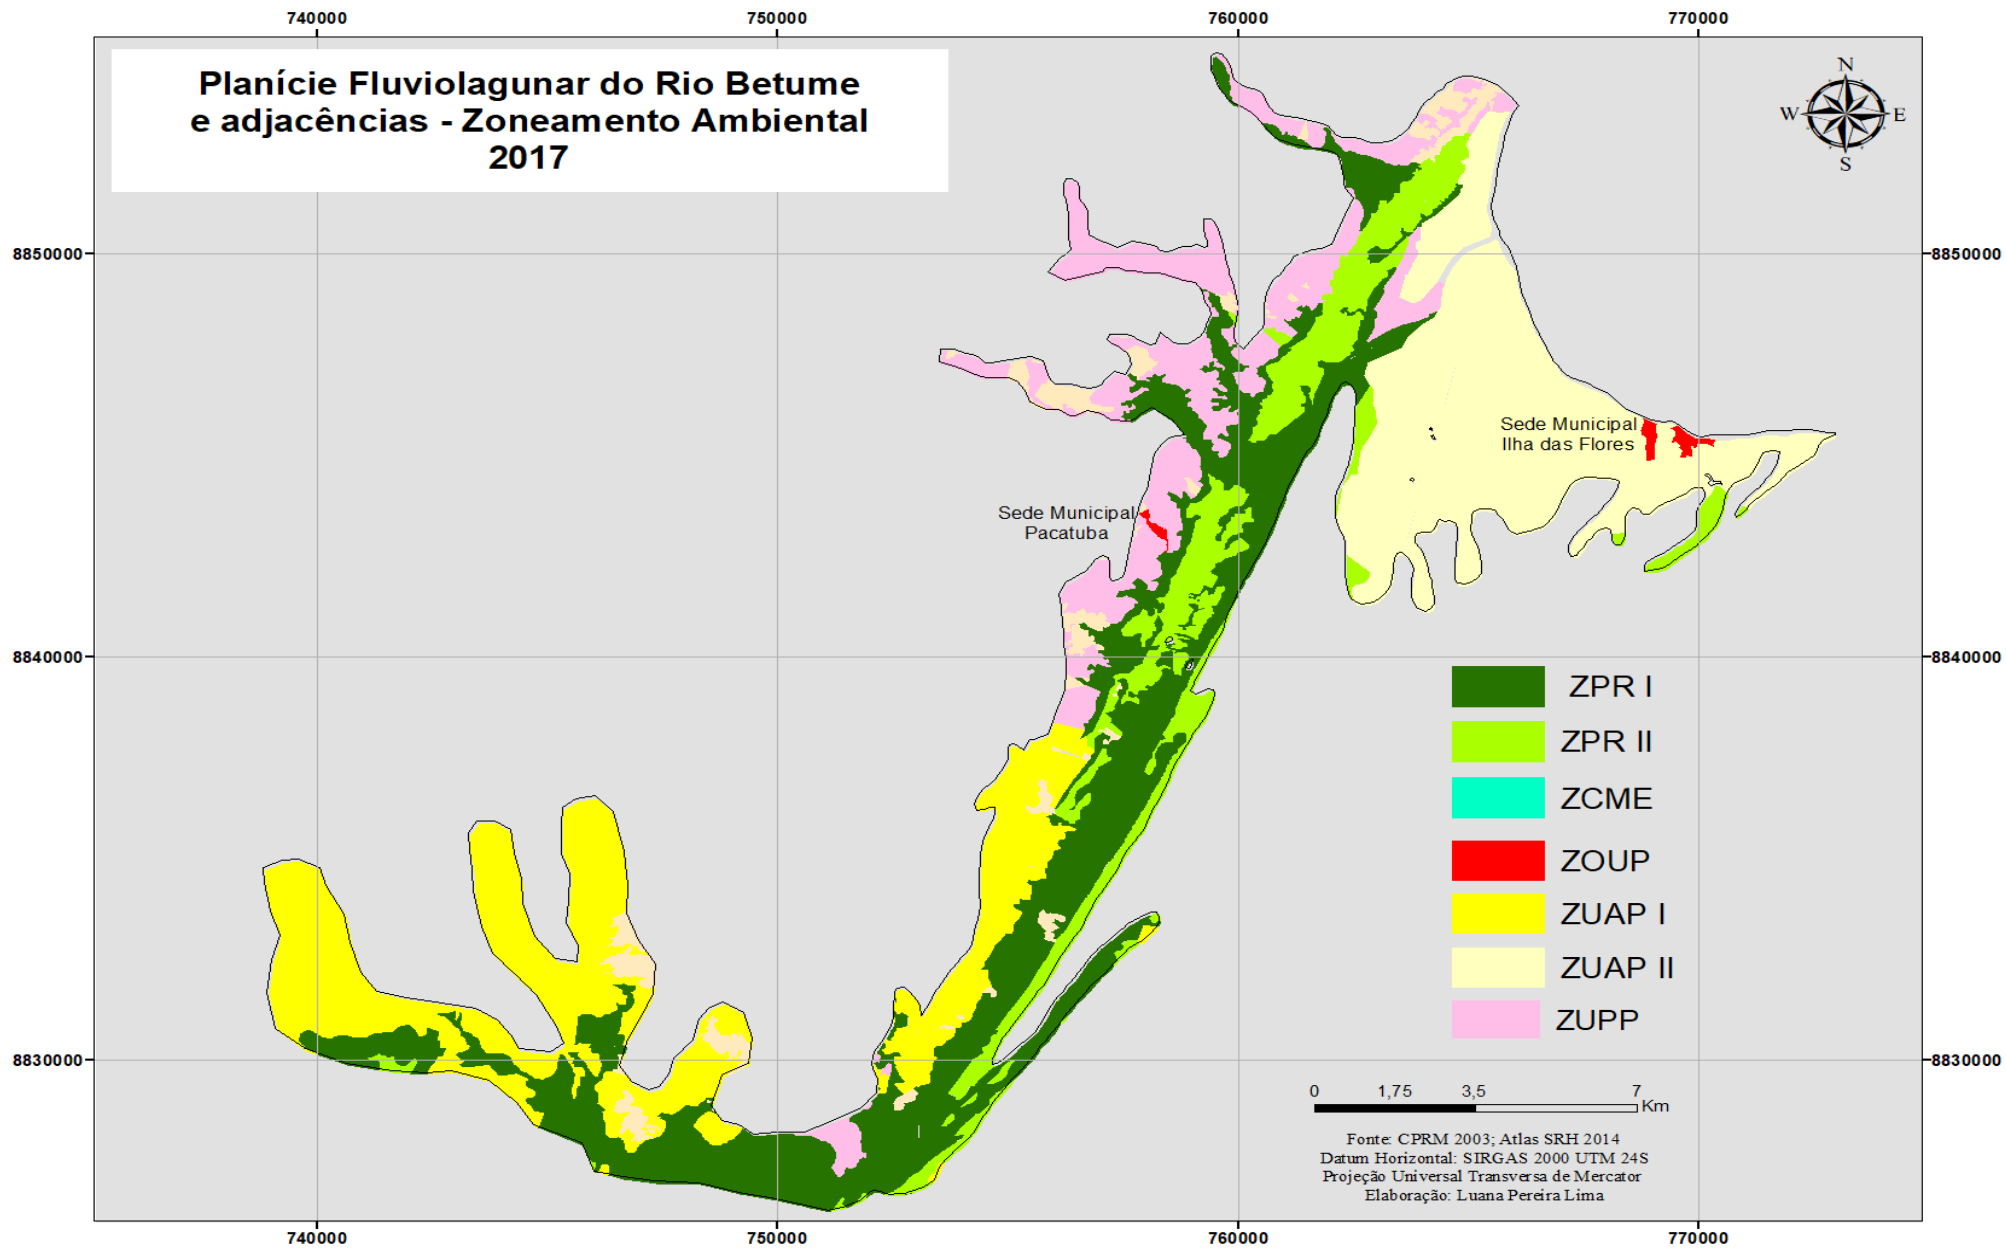 740000 750000 760000 770000
Planície Fluviolagunar do Rio Betume
e adjacências - Zoneamento Ambiental
2017
N
W E
S
8850000 8850000
Sede Municipal
Ilha das Flores
Sede Municipal
Pacatuba
8840000 8840000
ZPR I
ZPR II
ZCME
ZOUP
ZUAP I
ZUAP II
ZUPP
8830000 8830000
0 1,75 3,5 7
Km
Fonte: CPRM 2003; Atlas SRH 2014
Datum Horizontal: SIRGAS 2000 UTM 24S
Projeção Universal Transversa de Mercator
Elaboração: Luana Pereira Lima
740000 750000 760000 770000